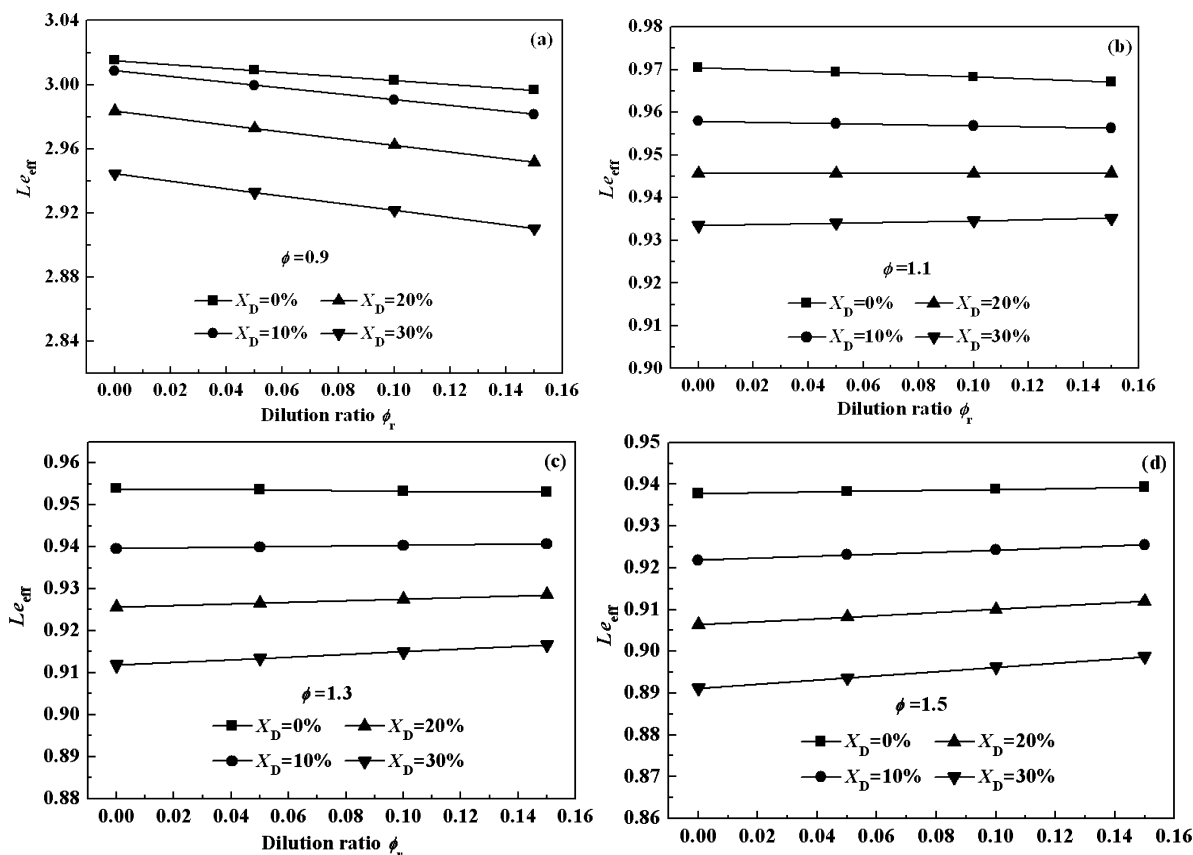 3.04
3.00
2.96
2.92
2.88
2.84
Le_eff
(a)
ϕ=0.9
X_D=0% X_D=20%
X_D=10% X_D=30%
0.00 0.02 0.04 0.06 0.08 0.10 0.12 0.14 0.16
Dilution ratio ϕ_r
0.98
0.97
0.96
0.95
0.94
0.93
0.92
0.91
0.90
Le_eff
(b)
ϕ=1.1
X_D=0% X_D=20%
X_D=10% X_D=30%
0.00 0.02 0.04 0.06 0.08 0.10 0.12 0.14 0.16
Dilution ratio ϕ_r
0.96
0.95
0.94
0.93
0.92
0.91
0.90
0.89
0.88
Le_eff
(c)
ϕ=1.3
X_D=0% X_D=20%
X_D=10% X_D=30%
0.00 0.02 0.04 0.06 0.08 0.10 0.12 0.14 0.16
Dilution ratio ϕ_r
0.95
0.94
0.93
0.92
0.91
0.90
0.89
0.88
0.87
0.86
Le_eff
(d)
ϕ=1.5
X_D=0% X_D=20%
X_D=10% X_D=30%
0.00 0.02 0.04 0.06 0.08 0.10 0.12 0.14 0.16